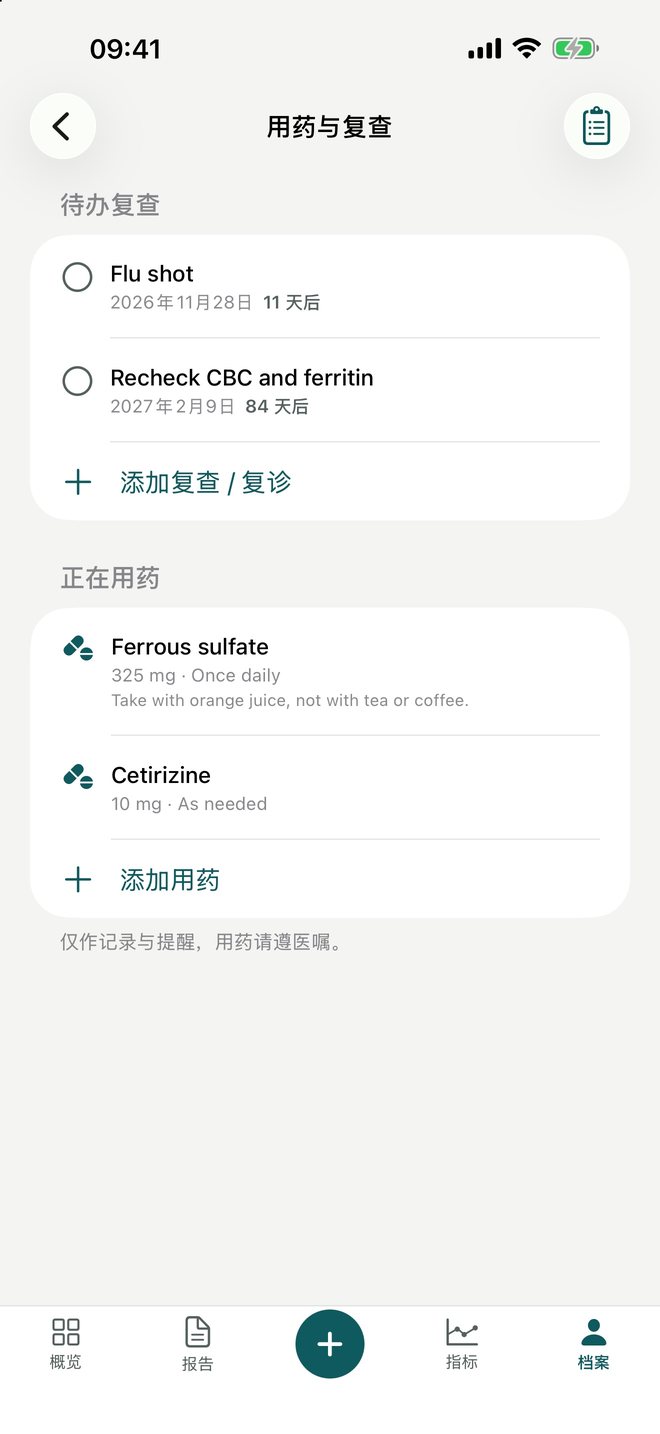 09:41
用药与复查
待办复查
Flu shot
2026年11月28日 11 天后
Recheck CBC and ferritin
2027年2月9日 84 天后
添加复查 / 复诊
正在用药
Ferrous sulfate
325 mg · Once daily
Take with orange juice, not with tea or coffee.
Cetirizine
10 mg · As needed
添加用药
仅作记录与提醒，用药请遵医嘱。
概览
报告
指标
档案